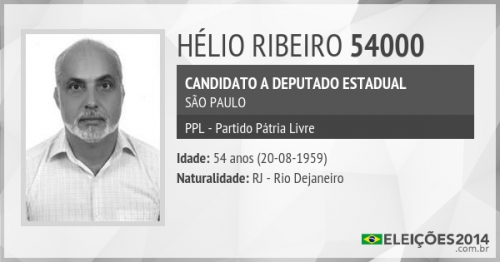 HÉLIO RIBEIRO 54000
CANDIDATO A DEPUTADO ESTADUAL
SÃO PAULO
PPL - Partido Pátria Livre
Idade: 54 anos (20-08-1959)
Naturalidade: RJ - Rio Dejaneiro
ELEIÇÕES2014
.com.br